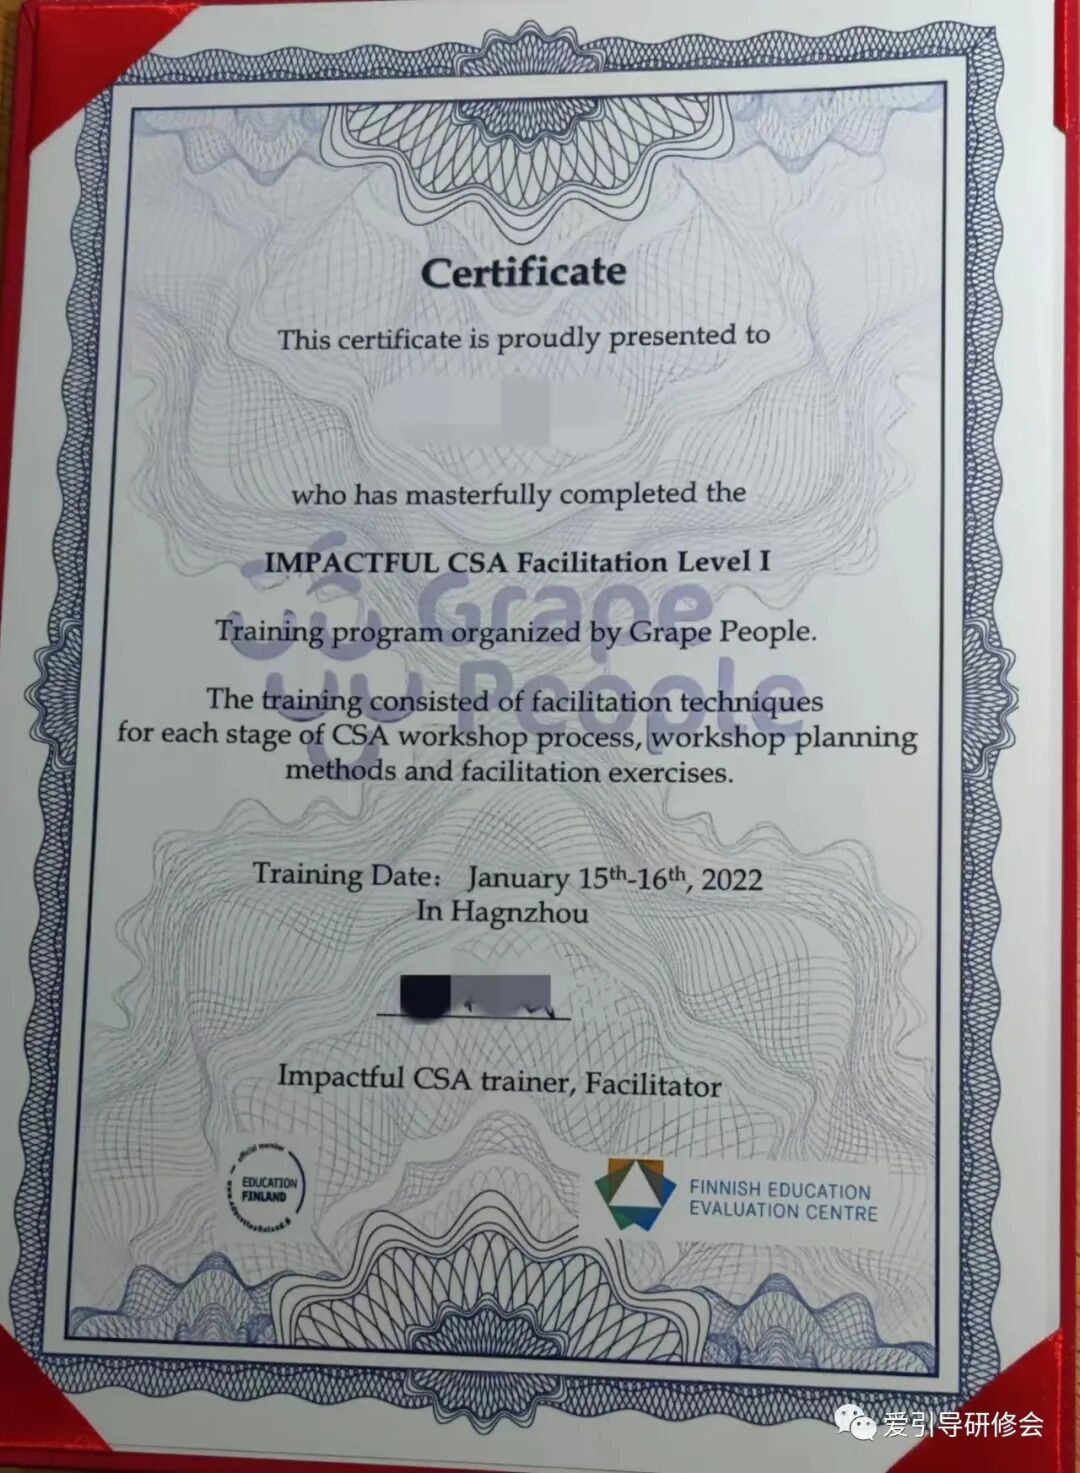 Certificate
This certificate is proudly presented to
who has masterfully completed the
IMPACTFUL CSA Facilitation Level I
Training program organized by Grape People.
Grape
People
The training consisted of facilitation techniques
for each stage of CSA workshop process, workshop planning
methods and facilitation exercises.
Training Date： January 15th-16th, 2022
In Hagnzhou
Impactful CSA trainer, Facilitator
official member
EDUCATION
FINLAND
FINNISH EDUCATION
EVALUATION CENTRE
爱引导研修会